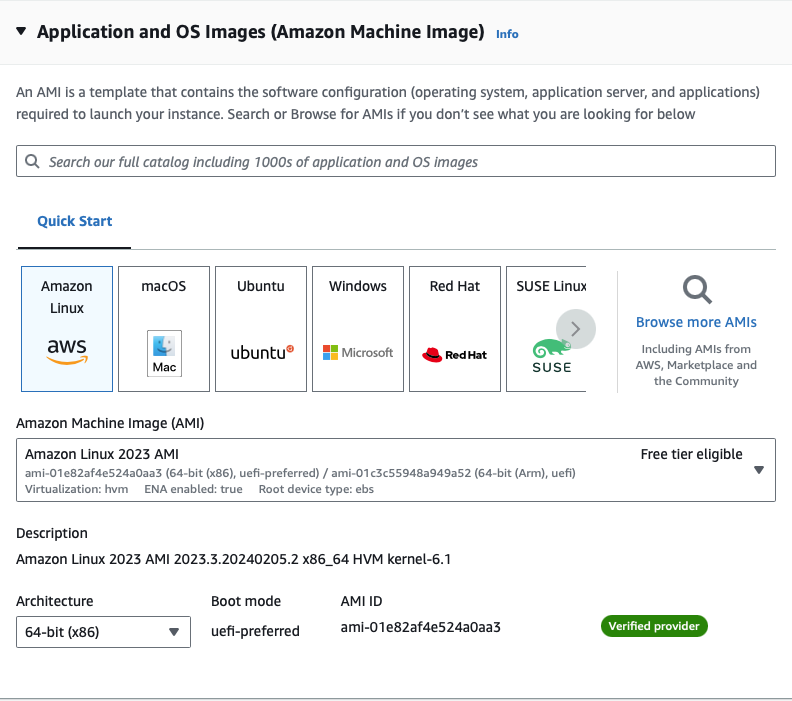 Application and OS Images (Amazon Machine Image) Info
An AMI is a template that contains the software configuration (operating system, application server, and applications)
required to launch your instance. Search or Browse for AMIs if you don't see what you are looking for below
Search our full catalog including 1000s of application and OS images
Quick Start
Amazon
Linux
aws
macOS
Mac
Ubuntu
ubuntu
Windows
Microsoft
Red Hat
Red Hat
SUSE Linux
SUSE
Browse more AMIs
Including AMIs from
AWS, Marketplace and
the Community
Amazon Machine Image (AMI)
Amazon Linux 2023 AMI
Free tier eligible
ami-01e82af4e524a0aa3 (64-bit (x86), uefi-preferred) / ami-01c3c55948a949a52 (64-bit (Arm), uefi)
Virtualization: hvm ENA enabled: true Root device type: ebs
Description
Amazon Linux 2023 AMI 2023.3.20240205.2 x86_64 HVM kernel-6.1
Architecture
64-bit (x86)
Boot mode
uefi-preferred
AMI ID
ami-01e82af4e524a0aa3
Verified provider